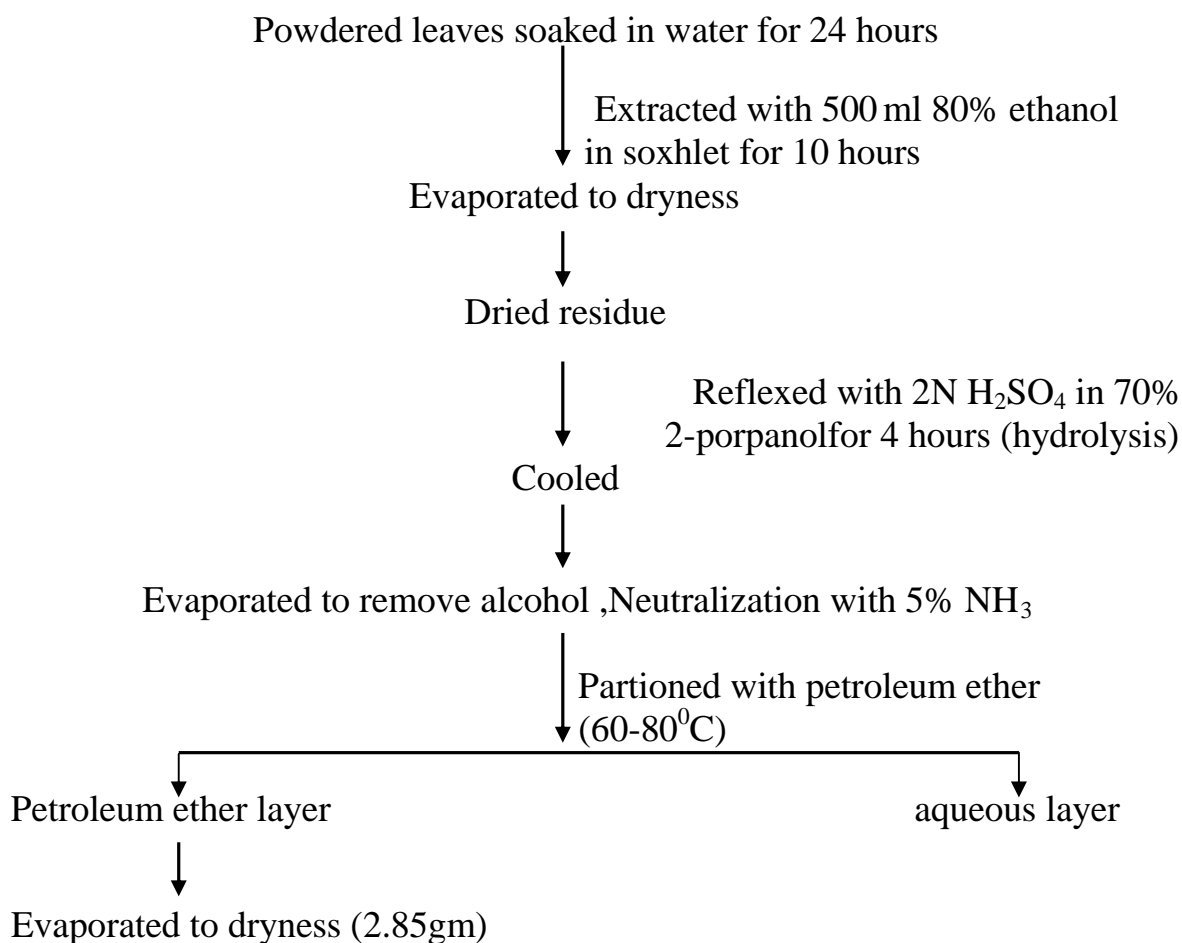 Powdered leaves soaked in water for 24 hours
Extracted with 500 ml 80% ethanol
in soxhlet for 10 hours
Evaporated to dryness
Dried residue
Reflexed with 2N H₂SO₄ in 70%
2-porpanolfor 4 hours (hydrolysis)
Cooled
Evaporated to remove alcohol ,Neutralization with 5% NH₃
Partioned with petroleum ether
(60-80⁰C)
Petroleum ether layer
aqueous layer
Evaporated to dryness (2.85gm)